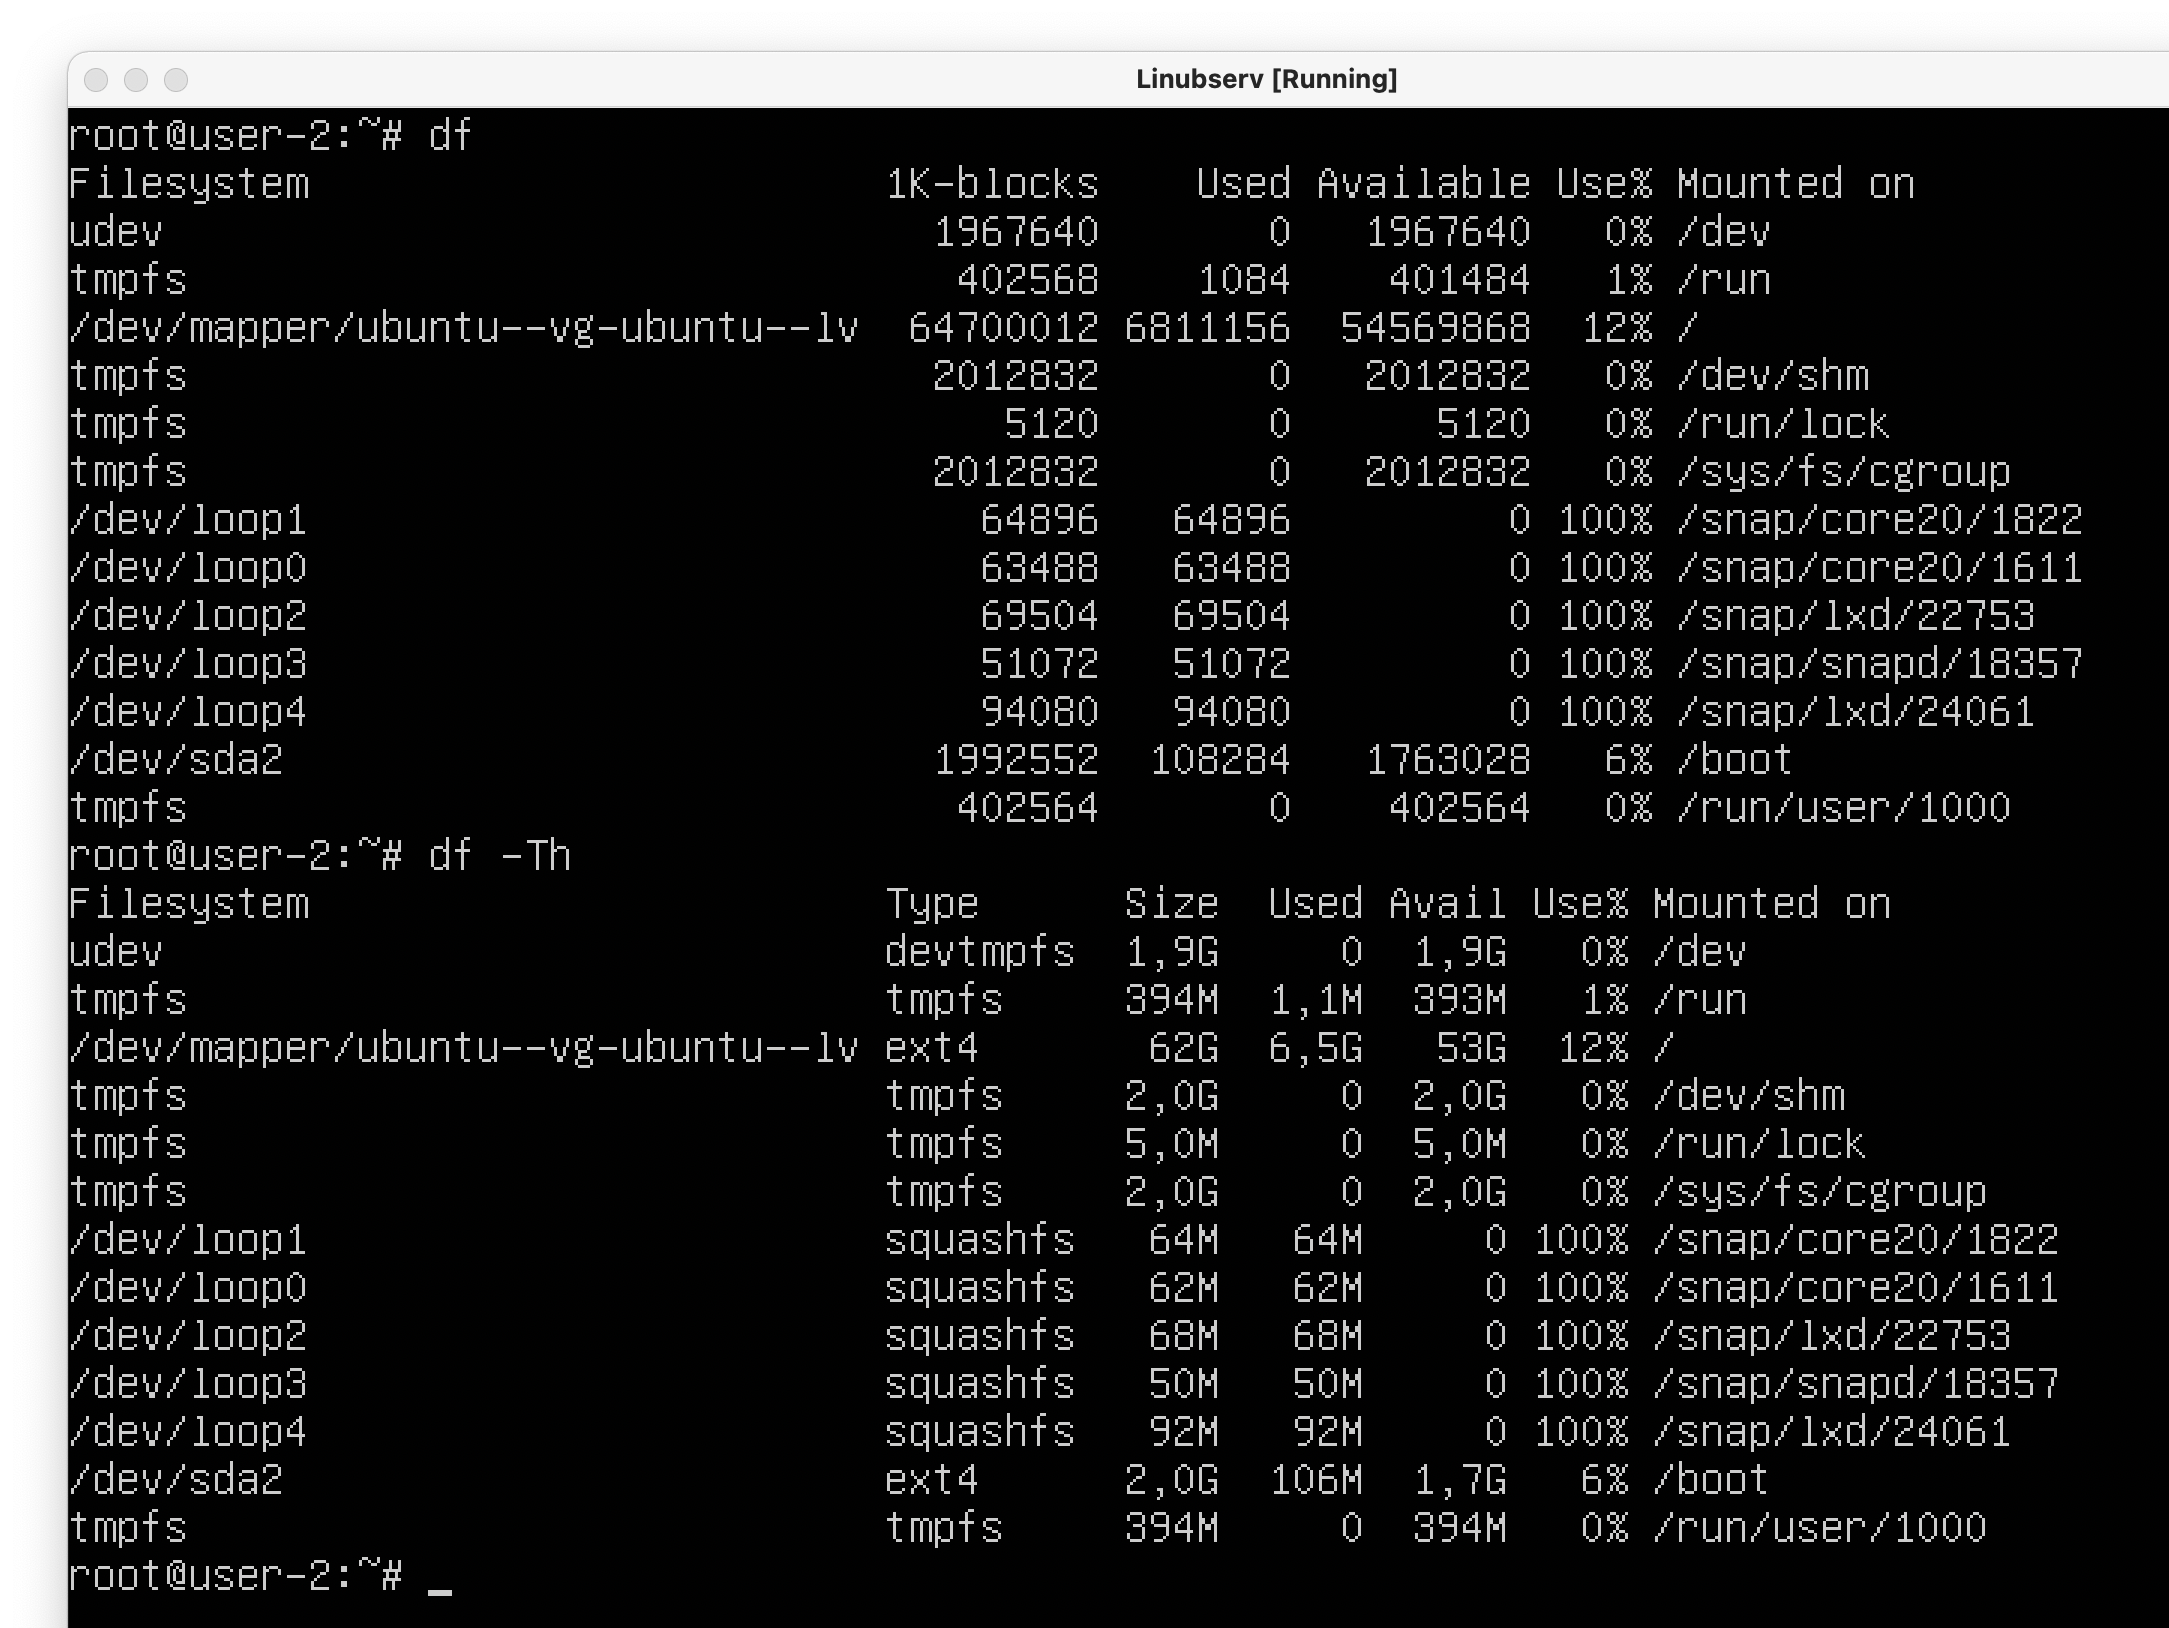 Linubserv [Running]
root@user-2:~# df
Filesystem                        1K-blocks    Used Available Use% Mounted on
udev                                1967640       0   1967640   0% /dev
tmpfs                                402568    1084    401484   1% /run
/dev/mapper/ubuntu--vg-ubuntu--lv  64700012 6811156  54569868  12% /
tmpfs                               2012832       0   2012832   0% /dev/shm
tmpfs                                  5120       0      5120   0% /run/lock
tmpfs                               2012832       0   2012832   0% /sys/fs/cgroup
/dev/loop1                            64896   64896         0 100% /snap/core20/1822
/dev/loop0                            63488   63488         0 100% /snap/core20/1611
/dev/loop2                            69504   69504         0 100% /snap/lxd/22753
/dev/loop3                            51072   51072         0 100% /snap/snapd/18357
/dev/loop4                            94080   94080         0 100% /snap/lxd/24061
/dev/sda2                           1992552  108284   1763028   6% /boot
tmpfs                                402564       0    402564   0% /run/user/1000
root@user-2:~# df -Th
Filesystem                        Type      Size  Used Avail Use% Mounted on
udev                              devtmpfs  1,9G     0  1,9G   0% /dev
tmpfs                             tmpfs     394M  1,1M  393M   1% /run
/dev/mapper/ubuntu--vg-ubuntu--lv ext4       62G  6,5G   53G  12% /
tmpfs                             tmpfs     2,0G     0  2,0G   0% /dev/shm
tmpfs                             tmpfs     5,0M     0  5,0M   0% /run/lock
tmpfs                             tmpfs     2,0G     0  2,0G   0% /sys/fs/cgroup
/dev/loop1                        squashfs   64M   64M     0 100% /snap/core20/1822
/dev/loop0                        squashfs   62M   62M     0 100% /snap/core20/1611
/dev/loop2                        squashfs   68M   68M     0 100% /snap/lxd/22753
/dev/loop3                        squashfs   50M   50M     0 100% /snap/snapd/18357
/dev/loop4                        squashfs   92M   92M     0 100% /snap/lxd/24061
/dev/sda2                         ext4      2,0G  106M  1,7G   6% /boot
tmpfs                             tmpfs     394M     0  394M   0% /run/user/1000
root@user-2:~# _